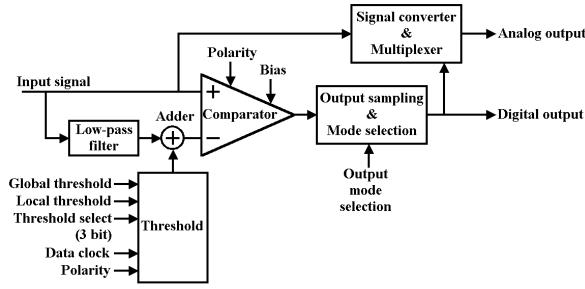 Signal converter
&
Multiplexer
Analog output
Polarity
Bias
Input signal
+
Comparator
−
Output sampling
&
Mode selection
Digital output
Adder
Low-pass
filter
+
Output
mode
selection
Global threshold
Local threshold
Threshold select
(3 bit)
Data clock
Polarity
Threshold